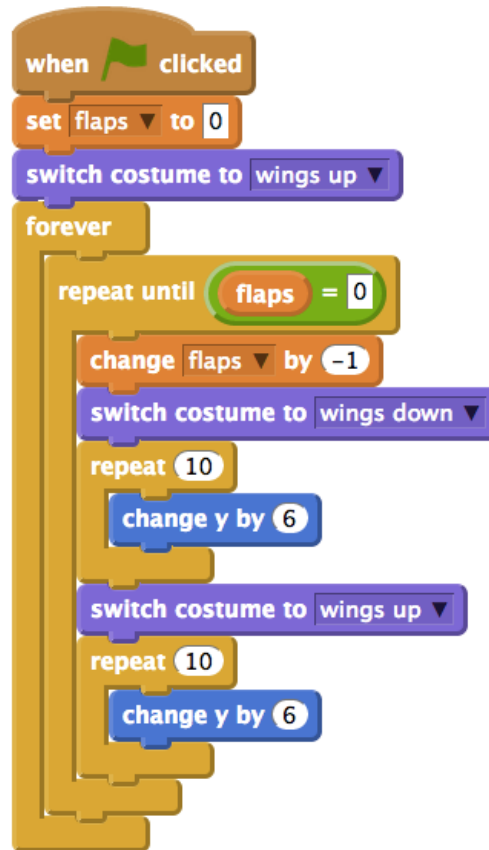 when clicked
set flaps ▼ to 0
switch costume to wings up ▼
forever
repeat until flaps = 0
change flaps ▼ by -1
switch costume to wings down ▼
repeat 10
change y by 6
switch costume to wings up ▼
repeat 10
change y by 6